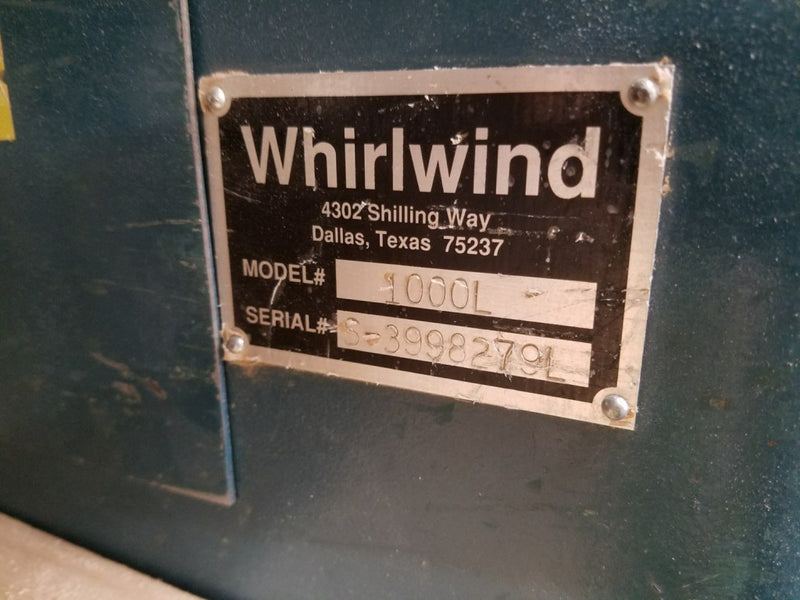 Whirlwind
4302 Shilling Way
Dallas, Texas 75237
MODEL# 1000L
SERIAL# S-3998279L